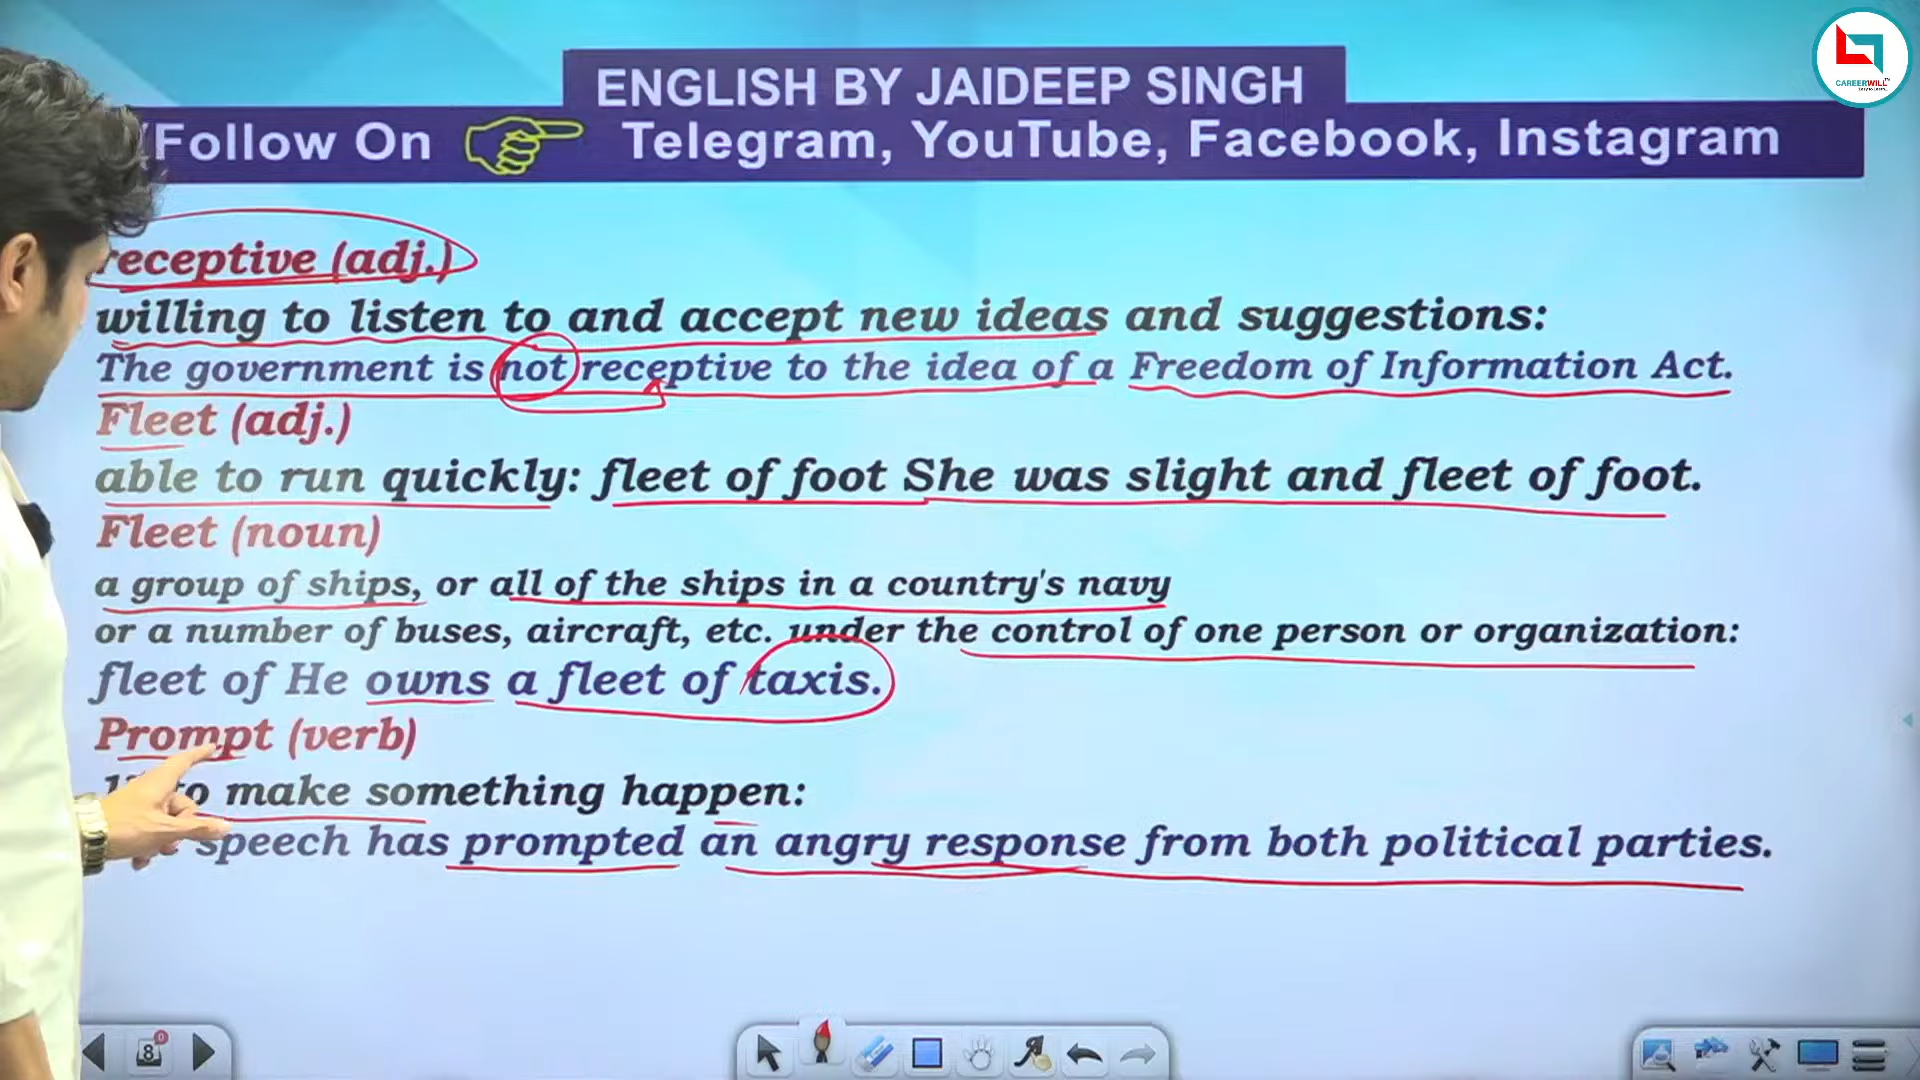 ENGLISH BY JAIDEEP SINGH
(Follow On Telegram, YouTube, Facebook, Instagram
CAREERWILL
receptive (adj.)
willing to listen to and accept new ideas and suggestions:
The government is not receptive to the idea of a Freedom of Information Act.
Fleet (adj.)
able to run quickly: fleet of foot She was slight and fleet of foot.
Fleet (noun)
a group of ships, or all of the ships in a country's navy
or a number of buses, aircraft, etc. under the control of one person or organization:
fleet of He owns a fleet of taxis.
Prompt (verb)
to make something happen:
speech has prompted an angry response from both political parties.
8
0